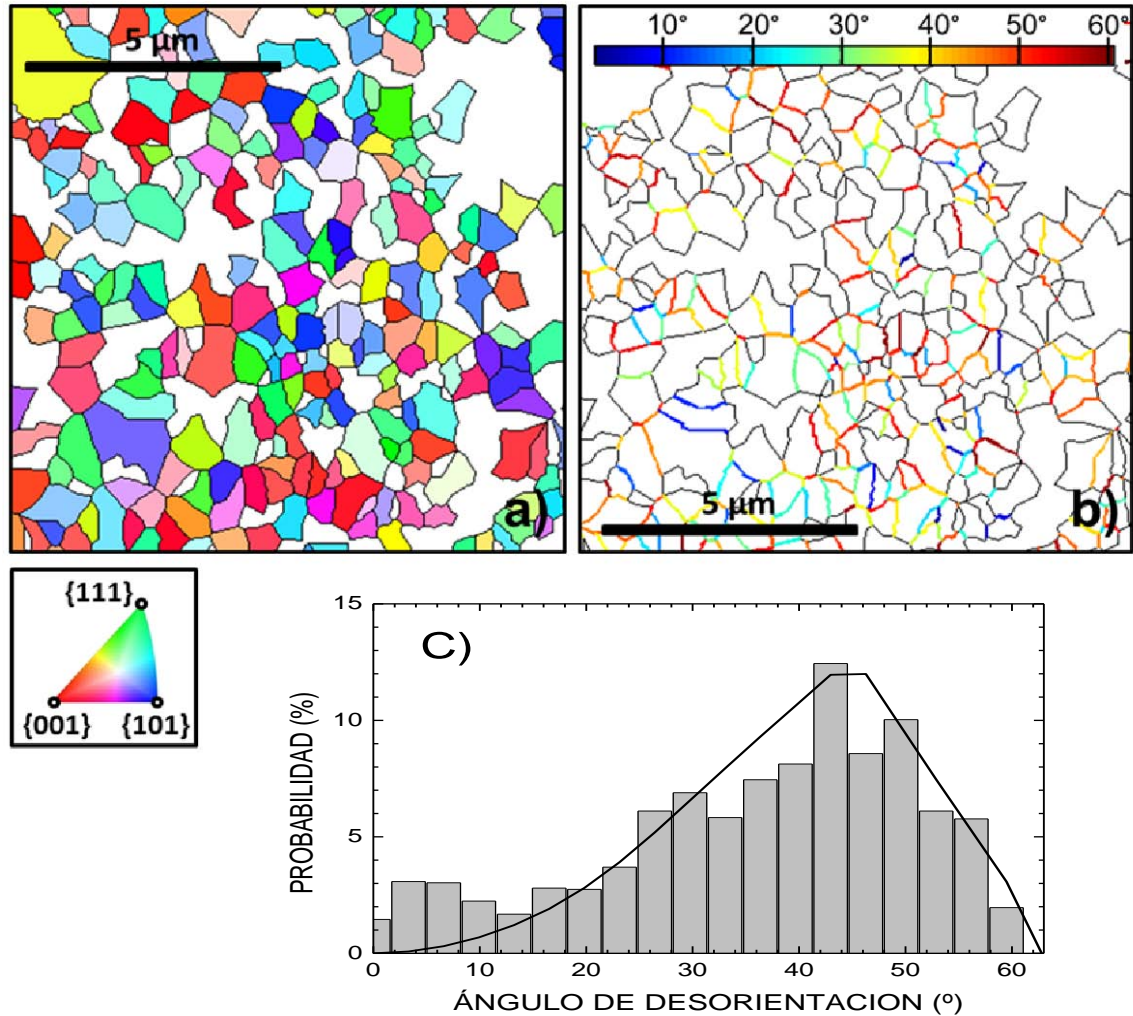 5 µm
a)
10° 20° 30° 40° 50° 60°
5 µm
b)
{111}
{001} {101}
C)
PROBABILIDAD (%)
15
10
5
0
0 10 20 30 40 50 60
ÁNGULO DE DESORIENTACION (º)